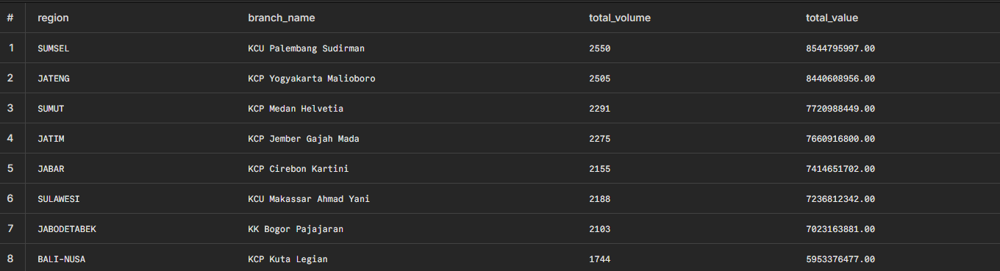 # region branch_name total_volume total_value
1 SUMSEL KCU Palembang Sudirman 2550 8544795997.00
2 JATENG KCP Yogyakarta Malioboro 2505 8440608956.00
3 SUMUT KCP Medan Helvetia 2291 7720988449.00
4 JATIM KCP Jember Gajah Mada 2275 7660916800.00
5 JABAR KCP Cirebon Kartini 2155 7414651702.00
6 SULAWESI KCU Makassar Ahmad Yani 2188 7236812342.00
7 JABODETABEK KK Bogor Pajajaran 2103 7023163881.00
8 BALI-NUSA KCP Kuta Legian 1744 5953376477.00